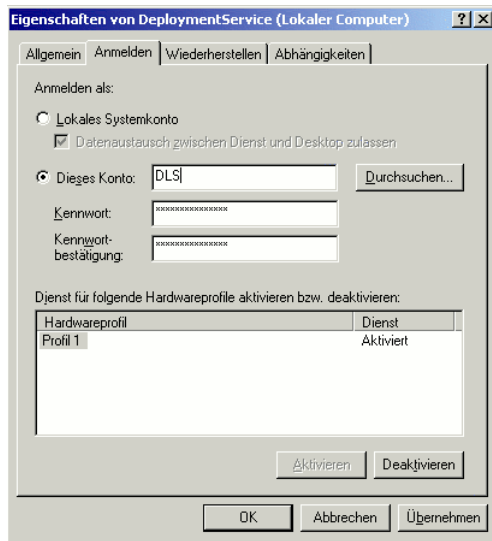 Eigenschaften von DeploymentService (Lokaler Computer)
Allgemein Anmelden Wiederherstellen Abhängigkeiten
Anmelden als:
Lokales Systemkonto
Datenaustausch zwischen Dienst und Desktop zulassen
Dieses Konto: DLS Durchsuchen...
Kennwort: ***************
Kennwort-
bestätigung: ***************
Dienst für folgende Hardwareprofile aktivieren bzw. deaktivieren:
Hardwareprofil Dienst
Profil 1 Aktiviert
Aktivieren Deaktivieren
OK Abbrechen Übernehmen